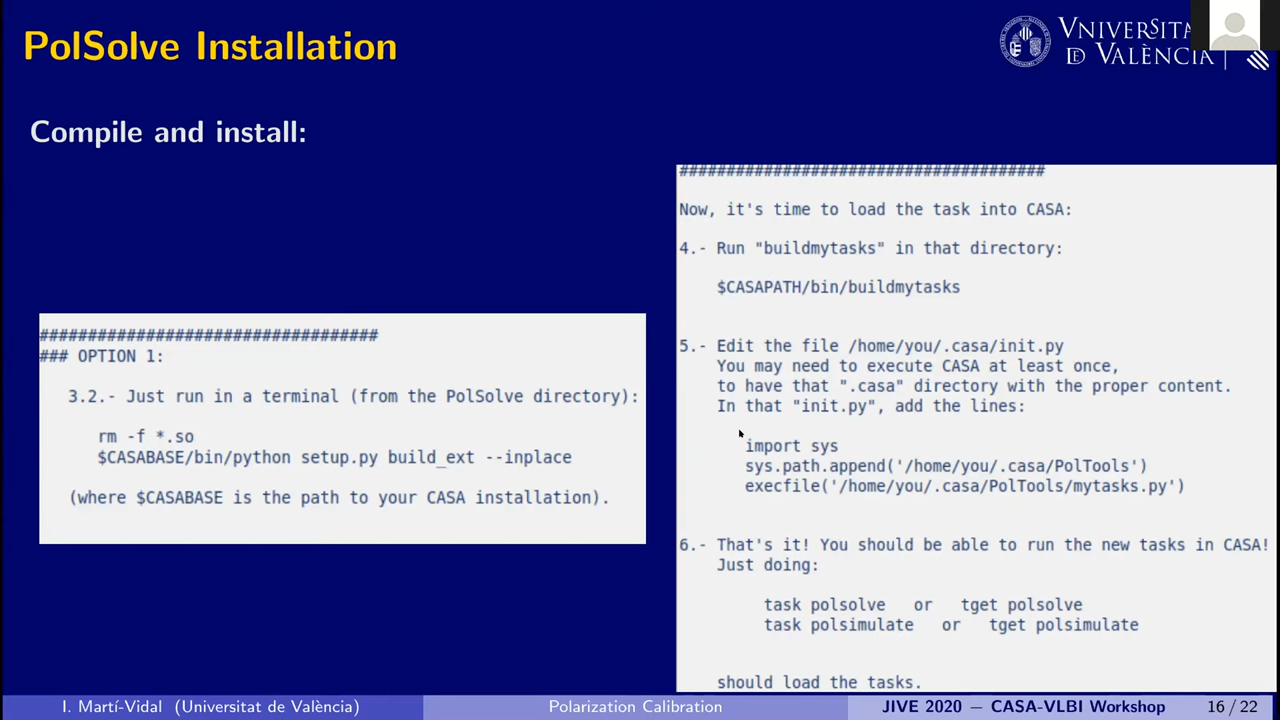 PolSolve Installation
VNIVERSITAT
DE VALÈNCIA
Compile and install:
##################################
### OPTION 1:
3.2.- Just run in a terminal (from the PolSolve directory):
rm -f *.so
$CASABASE/bin/python setup.py build_ext --inplace
(where $CASABASE is the path to your CASA installation).
#######################################
Now, it's time to load the task into CASA:
4.- Run "buildmytasks" in that directory:
$CASAPATH/bin/buildmytasks
5.- Edit the file /home/you/.casa/init.py
You may need to execute CASA at least once,
to have that ".casa" directory with the proper content.
In that "init.py", add the lines:
import sys
sys.path.append('/home/you/.casa/PolTools')
execfile('/home/you/.casa/PolTools/mytasks.py')
6.- That's it! You should be able to run the new tasks in CASA!
Just doing:
task polsolve or tget polsolve
task polsimulate or tget polsimulate
should load the tasks.
I. Martí-Vidal (Universitat de València)
Polarization Calibration
JIVE 2020 – CASA-VLBI Workshop
16 / 22